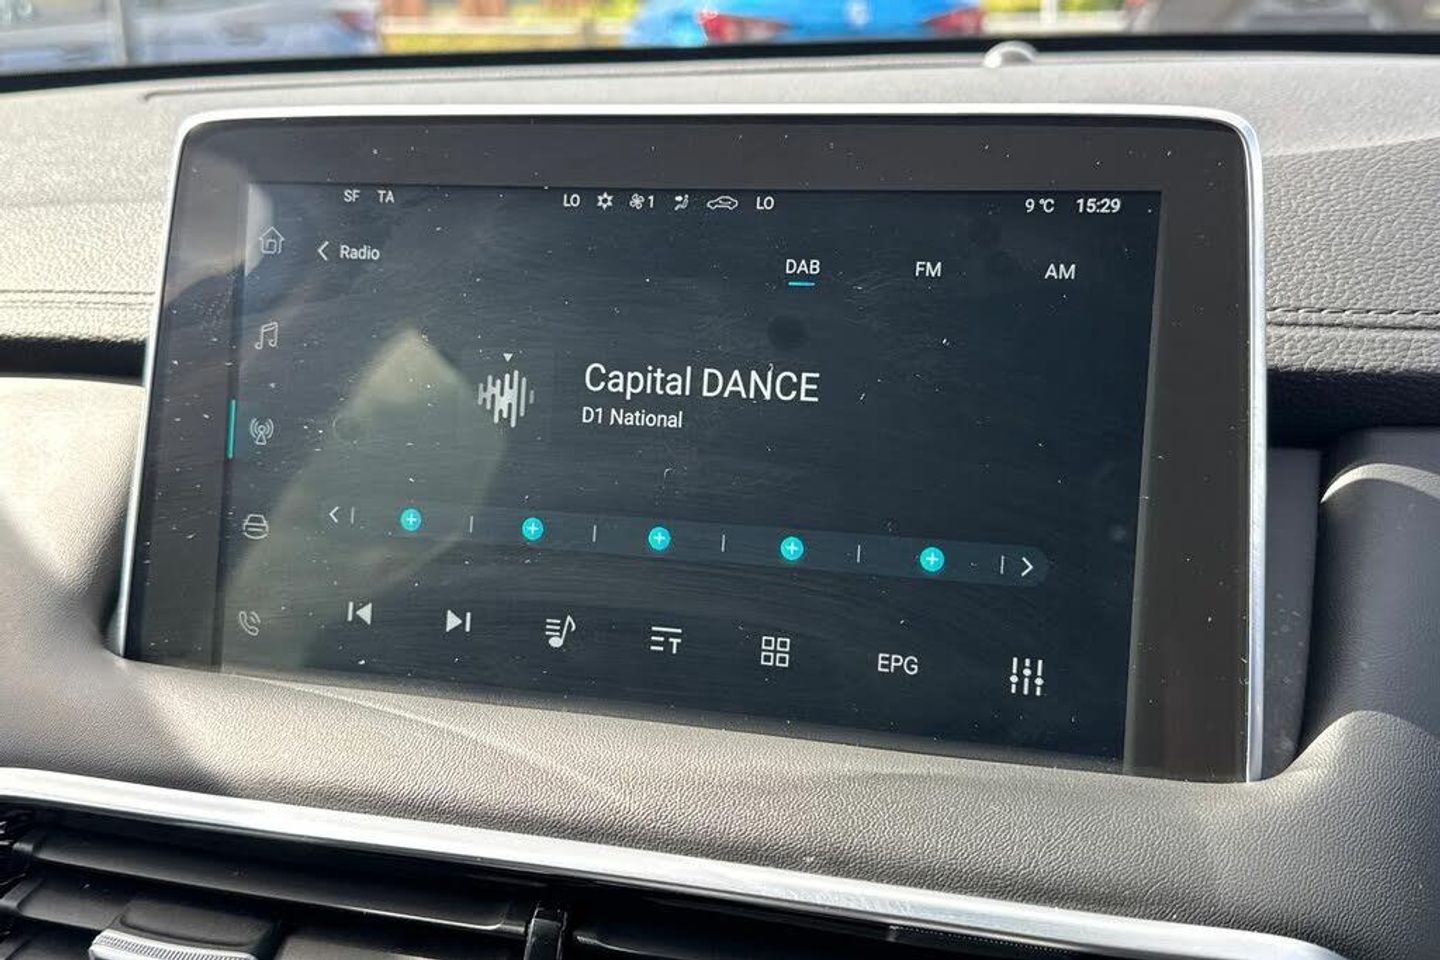 SF TA LO 1 LO 9 °C 15:29
Radio
DAB FM AM
Capital DANCE
D1 National
EPG